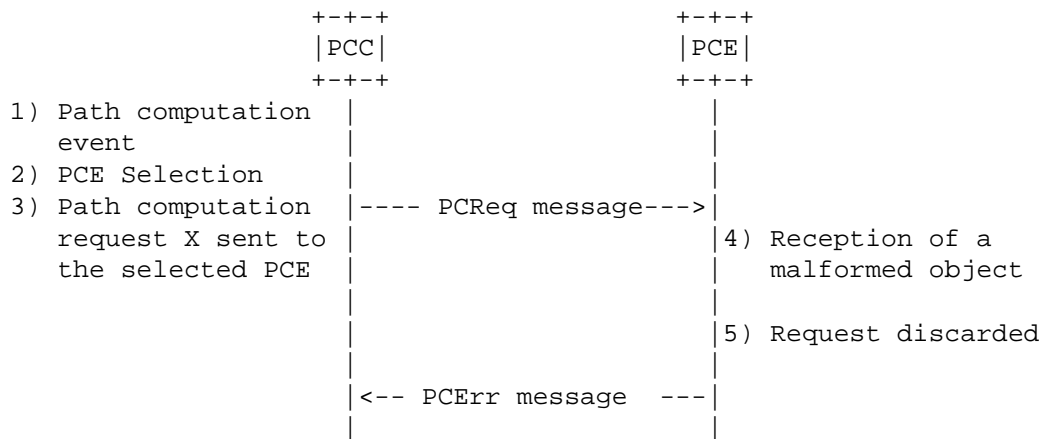 +-+-+                  +-+-+
|PCC|                  |PCE|
+-+-+                  +-+-+
1) Path computation  |                      |
event             |                      |
2) PCE Selection     |                      |
3) Path computation  |---- PCReq message--->|
request X sent to |                      |4) Reception of a
the selected PCE  |                      |   malformed object
|                      |
|                      |5) Request discarded
|                      |
|<-- PCErr message  ---|
|                      |